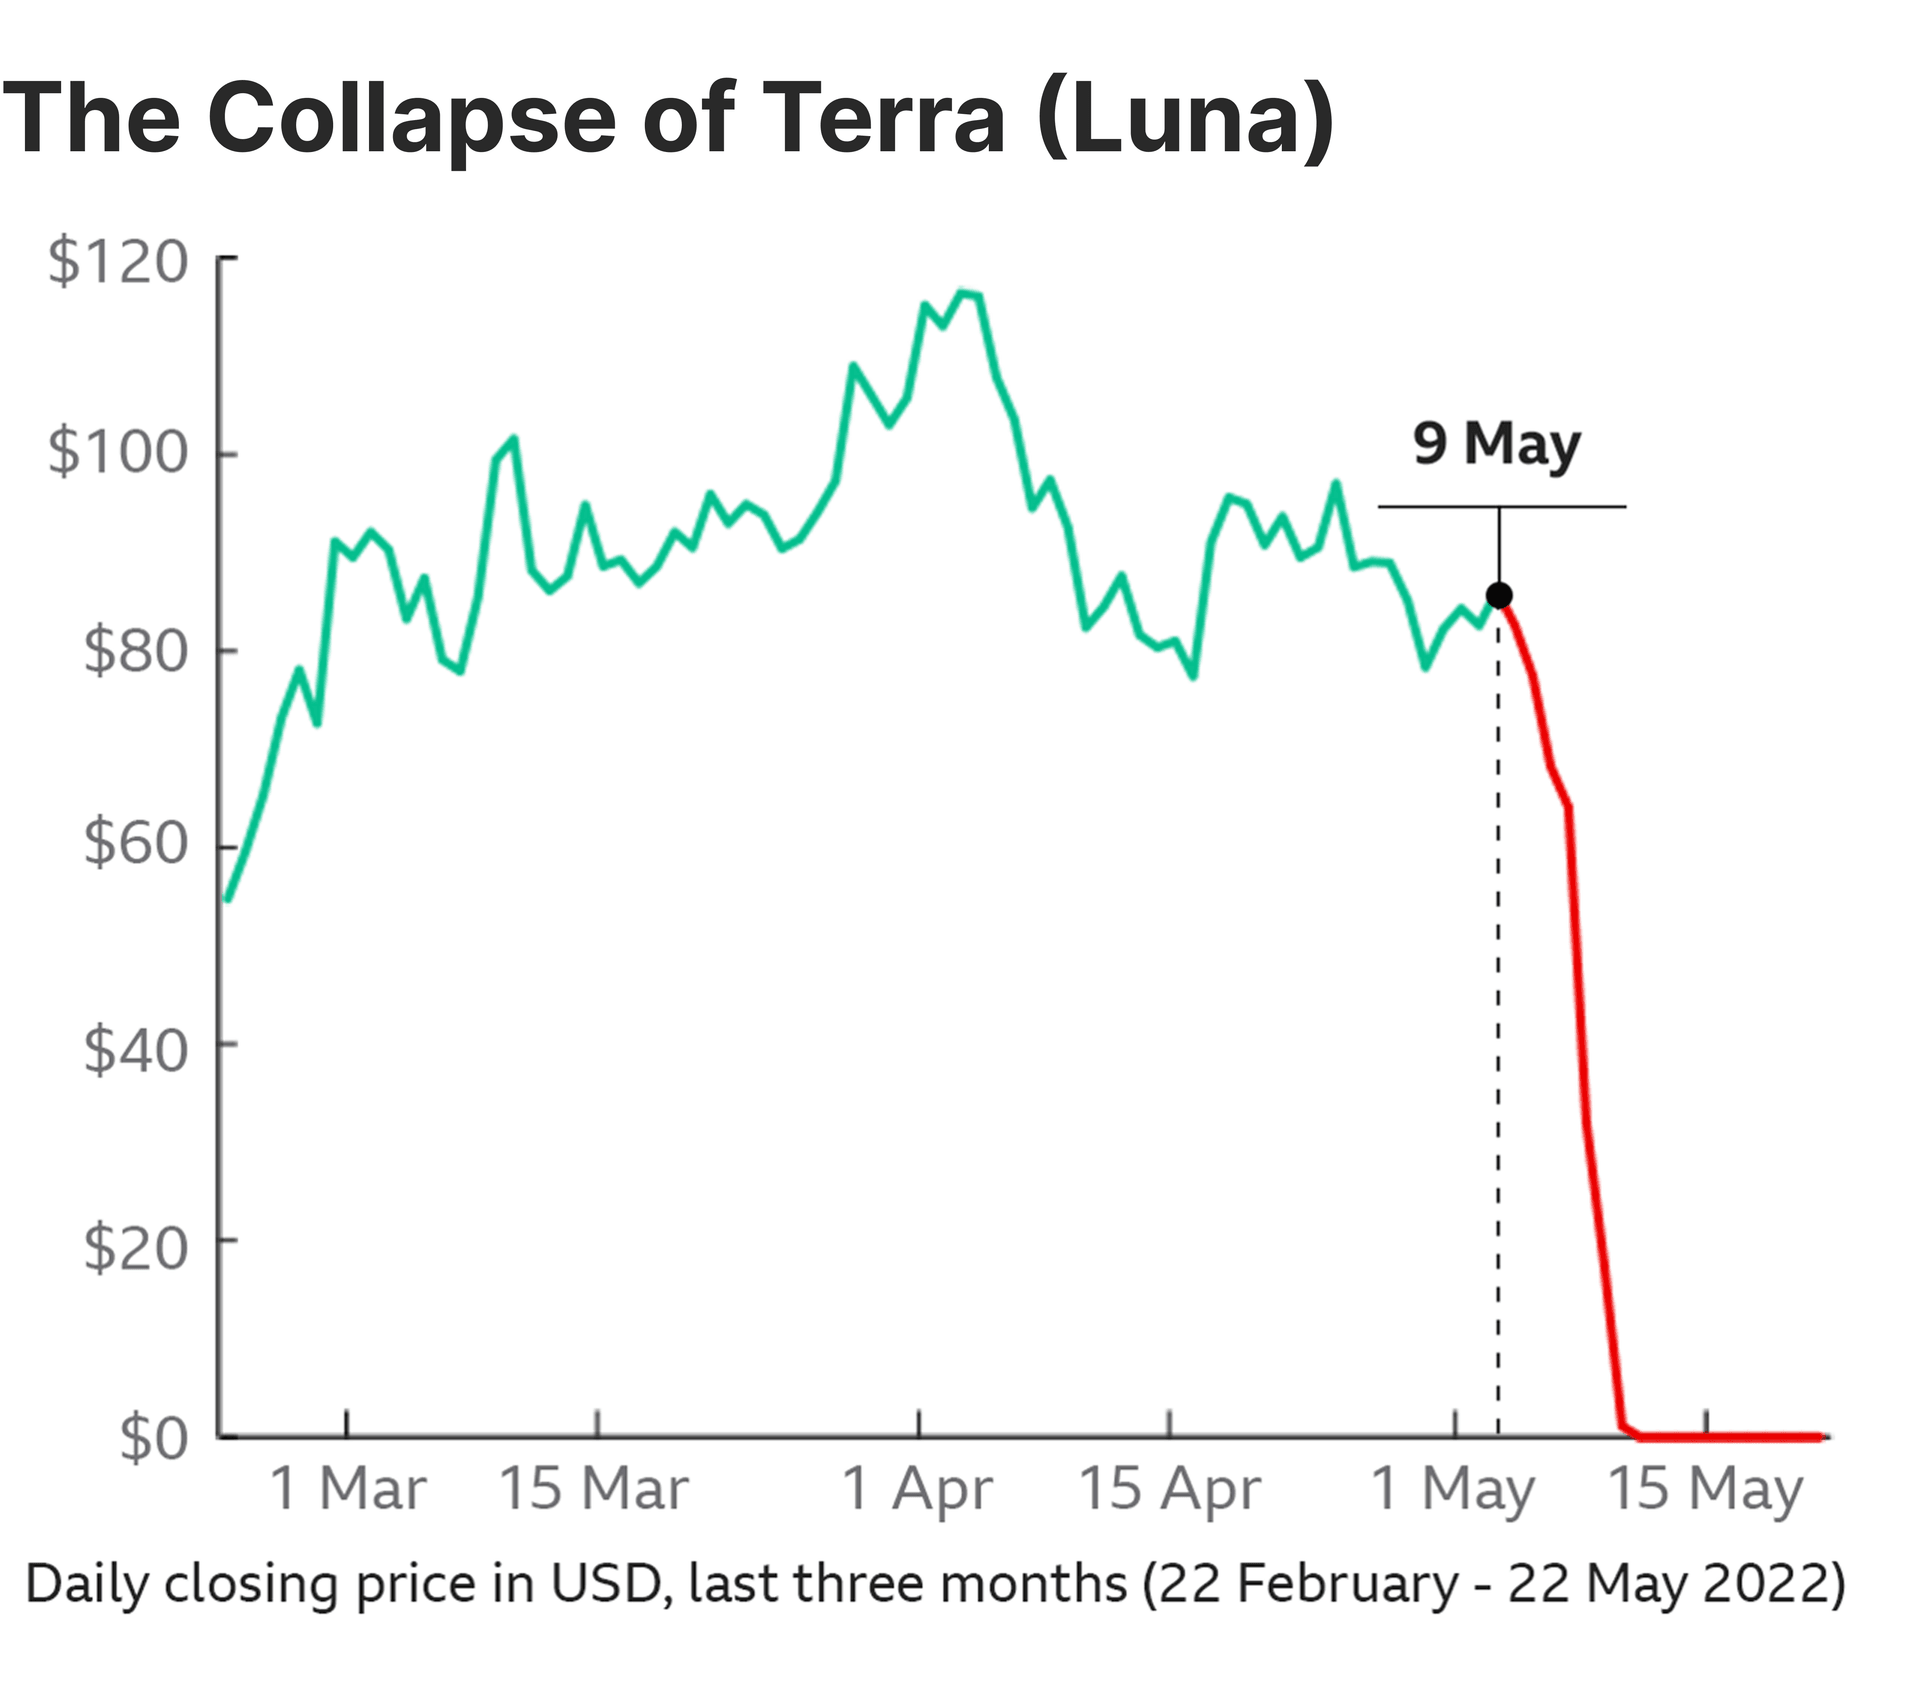 The Collapse of Terra (Luna)
$120
$100
9 May
$80
$60
$40
$20
$0
1 Mar 15 Mar 1 Apr 15 Apr 1 May 15 May
Daily closing price in USD, last three months (22 February - 22 May 2022)